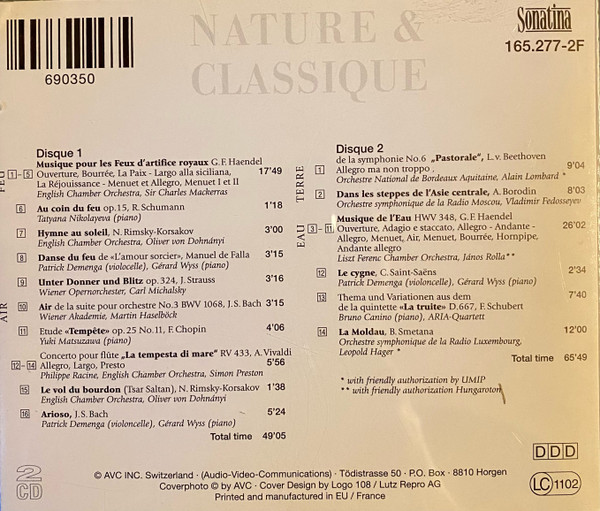 NATURE &
CLASSIQUE
Sonatina
165.277-2F
690350
Disque 1
FEU
1 – 5 Musique pour les Feux d'artifice royaux G.F. Haendel
Ouverture, Bourrée, La Paix - Largo alla siciliana, 17'49
La Réjouissance - Menuet et Allegro, Menuet I et II
English Chamber Orchestra, Sir Charles Mackerras
6 Au coin du feu op.15, R. Schumann 1'18
Tatyana Nikolayeva (piano)
7 Hymne au soleil, N. Rimsky-Korsakov 3'00
English Chamber Orchestra, Oliver von Dohnányi
8 Danse du feu de «L'amour sorcier», Manuel de Falla 3'15
Patrick Demenga (violocelle), Gérard Wyss (piano)
9 Unter Donner und Blitz op. 324, J. Strauss 3'16
Wiener Opernorchester, Carl Michalsky
AIR
10 Air de la suite pour orchestre No.3 BWV 1068, J.S. Bach 3'15
Wiener Akademie, Martin Haselböck
11 Etude «Tempête» op. 25 No.11, F. Chopin 4'06
Yuki Matsuzawa (piano)
Concerto pour flûte „La tempesta di mare" RV 433, A. Vivaldi
12 – 14 Allegro, Largo, Presto 5'56
Philippe Racine, English Chamber Orchestra, Simon Preston
15 Le vol du bourdon (Tsar Saltan), N. Rimsky-Korsakov 1'38
English Chamber Orchestra, Oliver von Dohnányi
16 Arioso, J.S. Bach 5'24
Patrick Demenga (violoncelle), Gérard Wyss (piano)
Total time 49'05
Disque 2
TERRE
de la symphonie No.6 „Pastorale", L.v. Beethoven
1 Allegro ma non troppo 9'04
Orchestre National de Bordeaux Aquitaine, Alain Lombard *
2 Dans les steppes de l'Asie centrale, A. Borodin 8'03
Orchestre symphonique de la Radio Moscou, Vladimir Fedosseyev
EAU
Musique de l'Eau HWV 348, G.F. Haendel
3 – 11 Ouverture, Adagio e staccato, Allegro - Andante - 26'02
Allegro, Menuet, Air, Menuet, Bourrée, Hornpipe,
Andante allegro
Liszt Ferenc Chamber Orchestra, János Rolla**
12 Le cygne, C. Saint-Saëns 2'34
Patrick Demenga (violoncelle), Gérard Wyss (piano)
13 Thema und Variationen aus dem 7'40
de la quintette «La truite» D.667, F. Schubert
Bruno Canino (piano), ARIA-Quartett
14 La Moldau, B. Smetana 12'00
Orchestre symphonique de la Radio Luxembourg,
Leopold Hager *
Total time 65'49
* with friendly authorization by UMIP
** with friendly authorization Hungaroton
DDD
2
CD
© AVC INC. Switzerland · (Audio-Video-Communications) · Tödistrasse 50 · P.O. Box · 8810 Horgen
Coverphoto © by AVC · Cover Design by Logo 108 / Lutz Repro AG
Printed and manufactured in EU / France
LC 1102